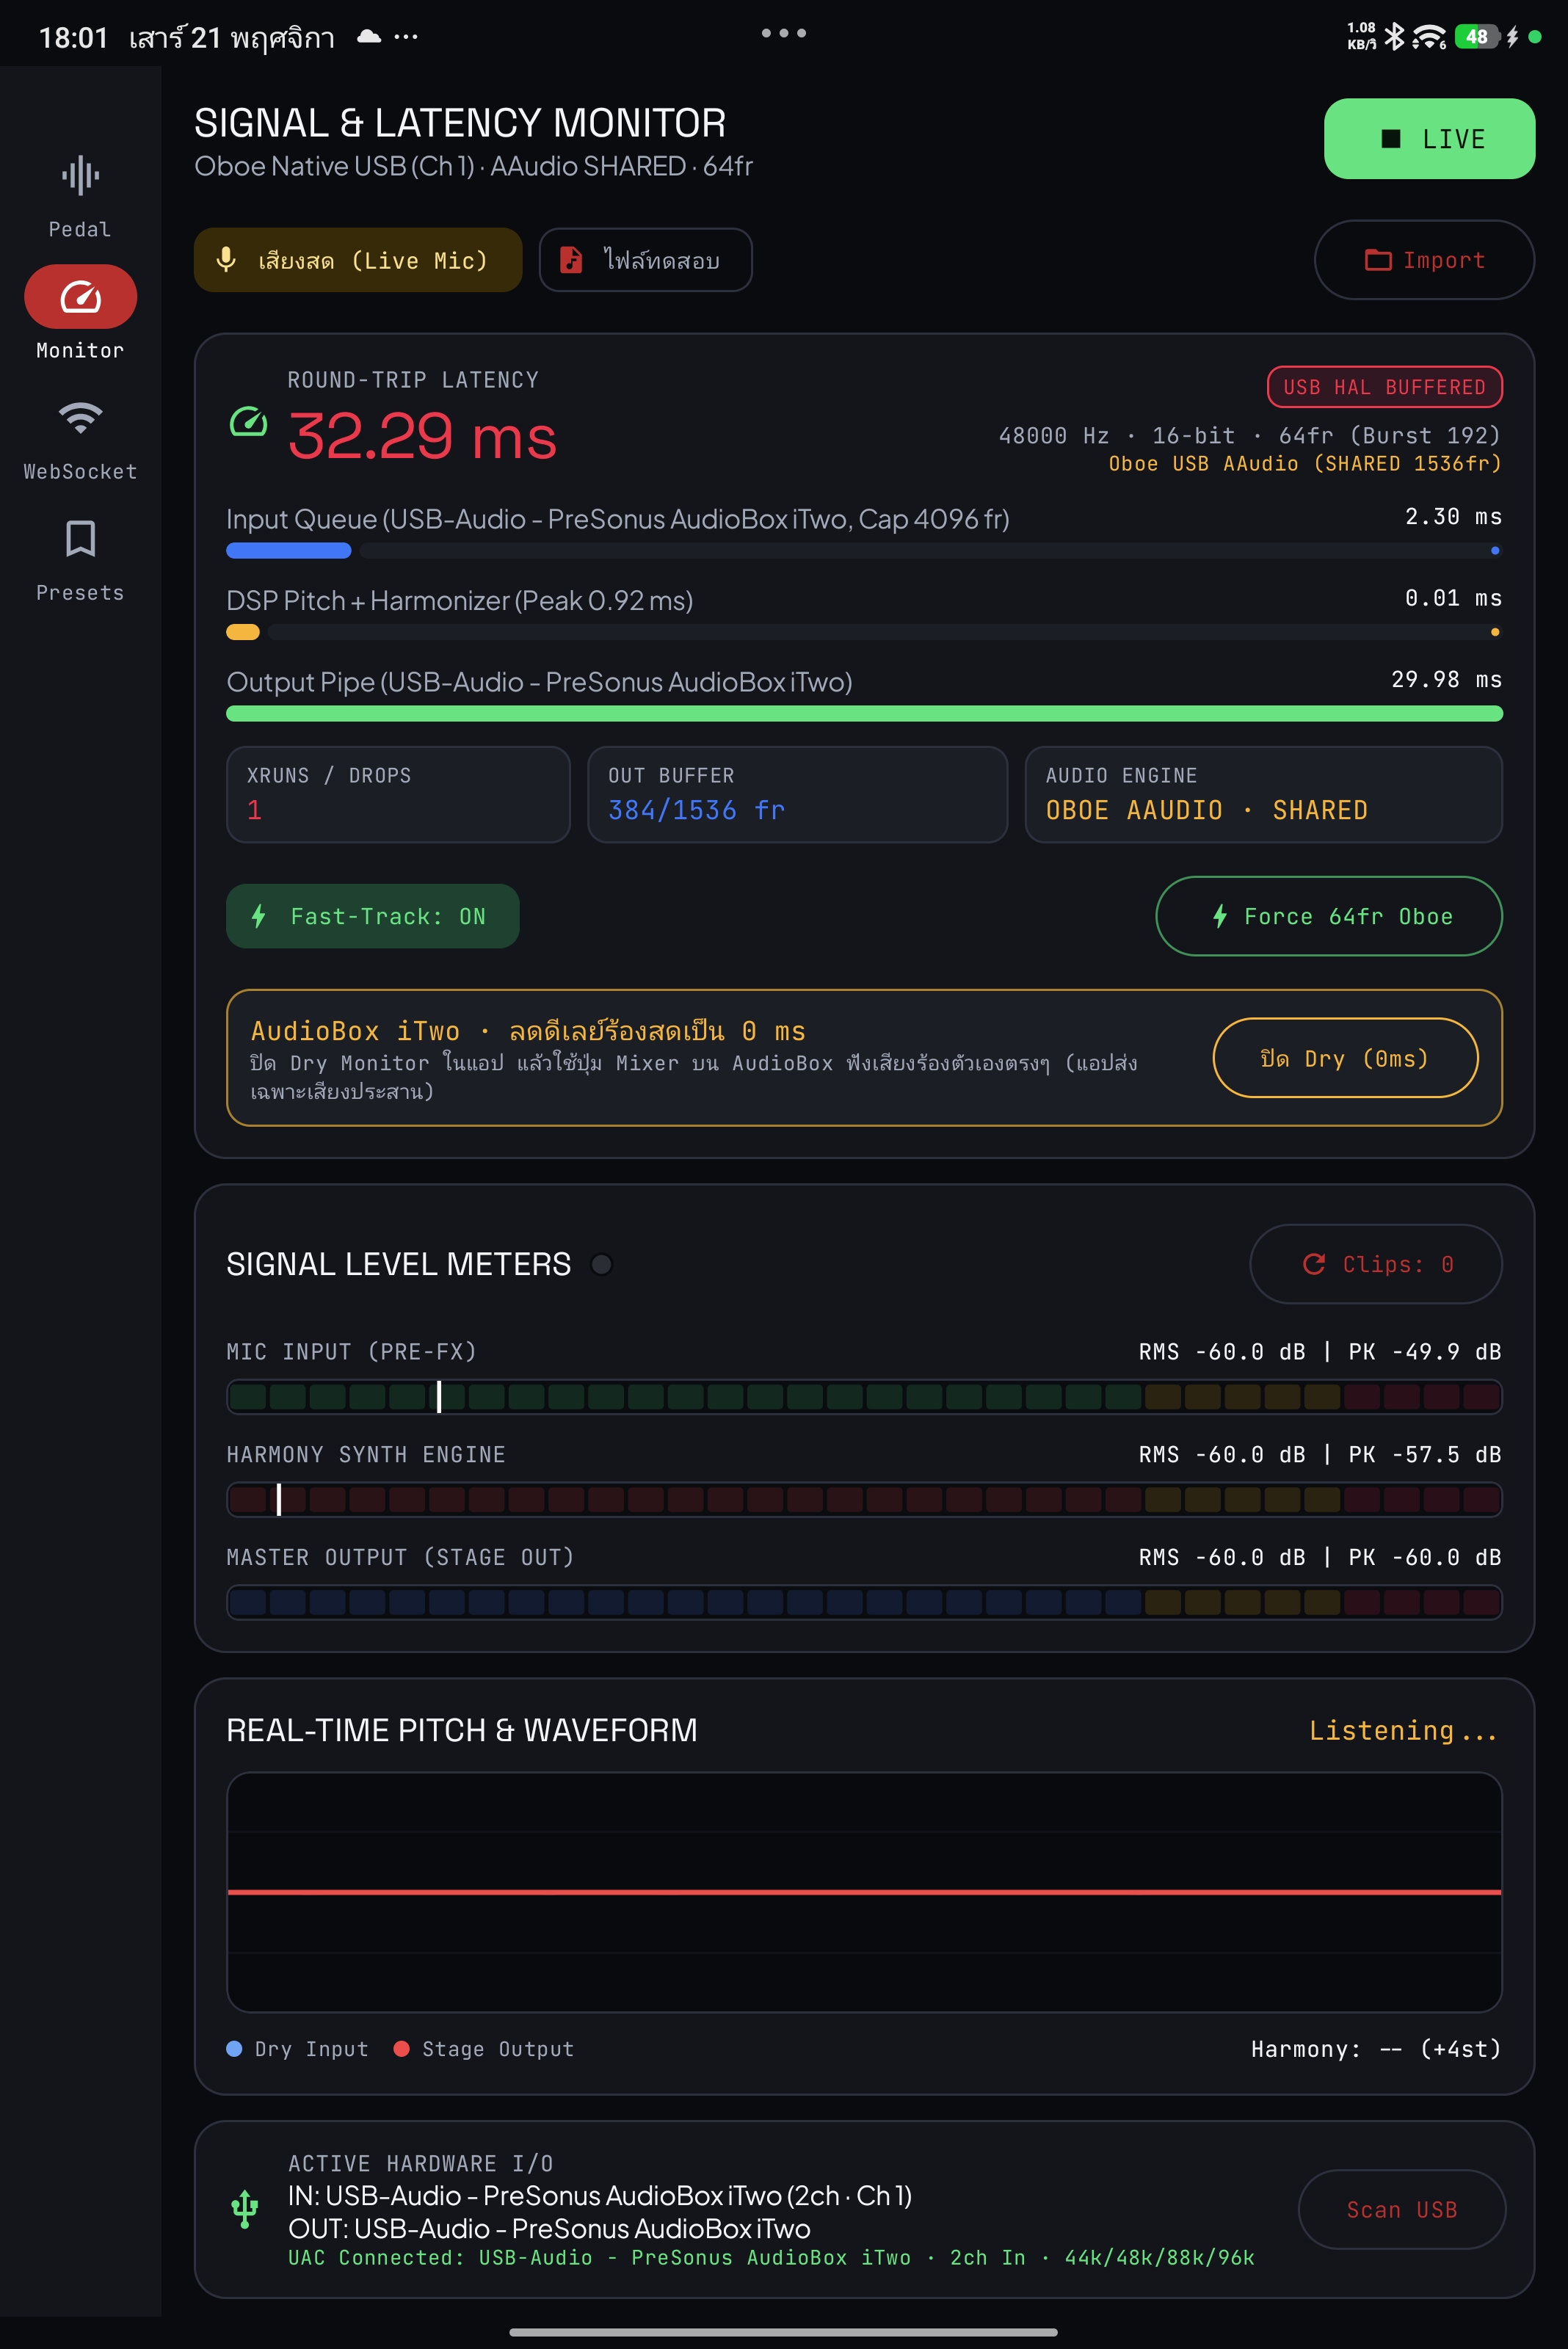 18:01 เสาร์ 21 พฤศจิกา
1.08 KB/วิ 6 48
SIGNAL & LATENCY MONITOR
LIVE
Oboe Native USB (Ch 1) · AAudio SHARED · 64fr
Pedal
Monitor
WebSocket
Presets
เสียงสด (Live Mic)
ไฟล์ทดสอบ
Import
ROUND-TRIP LATENCY
32.29 ms
USB HAL BUFFERED
48000 Hz · 16-bit · 64fr (Burst 192)
Oboe USB AAudio (SHARED 1536fr)
Input Queue (USB-Audio - PreSonus AudioBox iTwo, Cap 4096 fr) 2.30 ms
DSP Pitch + Harmonizer (Peak 0.92 ms) 0.01 ms
Output Pipe (USB-Audio - PreSonus AudioBox iTwo) 29.98 ms
XRUNS / DROPS
1
OUT BUFFER
384/1536 fr
AUDIO ENGINE
OBOE AAUDIO · SHARED
Fast-Track: ON
Force 64fr Oboe
AudioBox iTwo · ลดดีเลย์ร้องสดเป็น 0 ms
ปิด Dry Monitor ในแอป แล้วใช้ปุ่ม Mixer บน AudioBox ฟังเสียงร้องตัวเองตรงๆ (แอปส่ง
เฉพาะเสียงประสาน)
ปิด Dry (0ms)
SIGNAL LEVEL METERS
Clips: 0
MIC INPUT (PRE-FX) RMS -60.0 dB | PK -49.9 dB
HARMONY SYNTH ENGINE RMS -60.0 dB | PK -57.5 dB
MASTER OUTPUT (STAGE OUT) RMS -60.0 dB | PK -60.0 dB
REAL-TIME PITCH & WAVEFORM
Listening...
Dry Input
Stage Output
Harmony: -- (+4st)
ACTIVE HARDWARE I/O
IN: USB-Audio - PreSonus AudioBox iTwo (2ch · Ch 1)
OUT: USB-Audio - PreSonus AudioBox iTwo
UAC Connected: USB-Audio - PreSonus AudioBox iTwo · 2ch In · 44k/48k/88k/96k
Scan USB